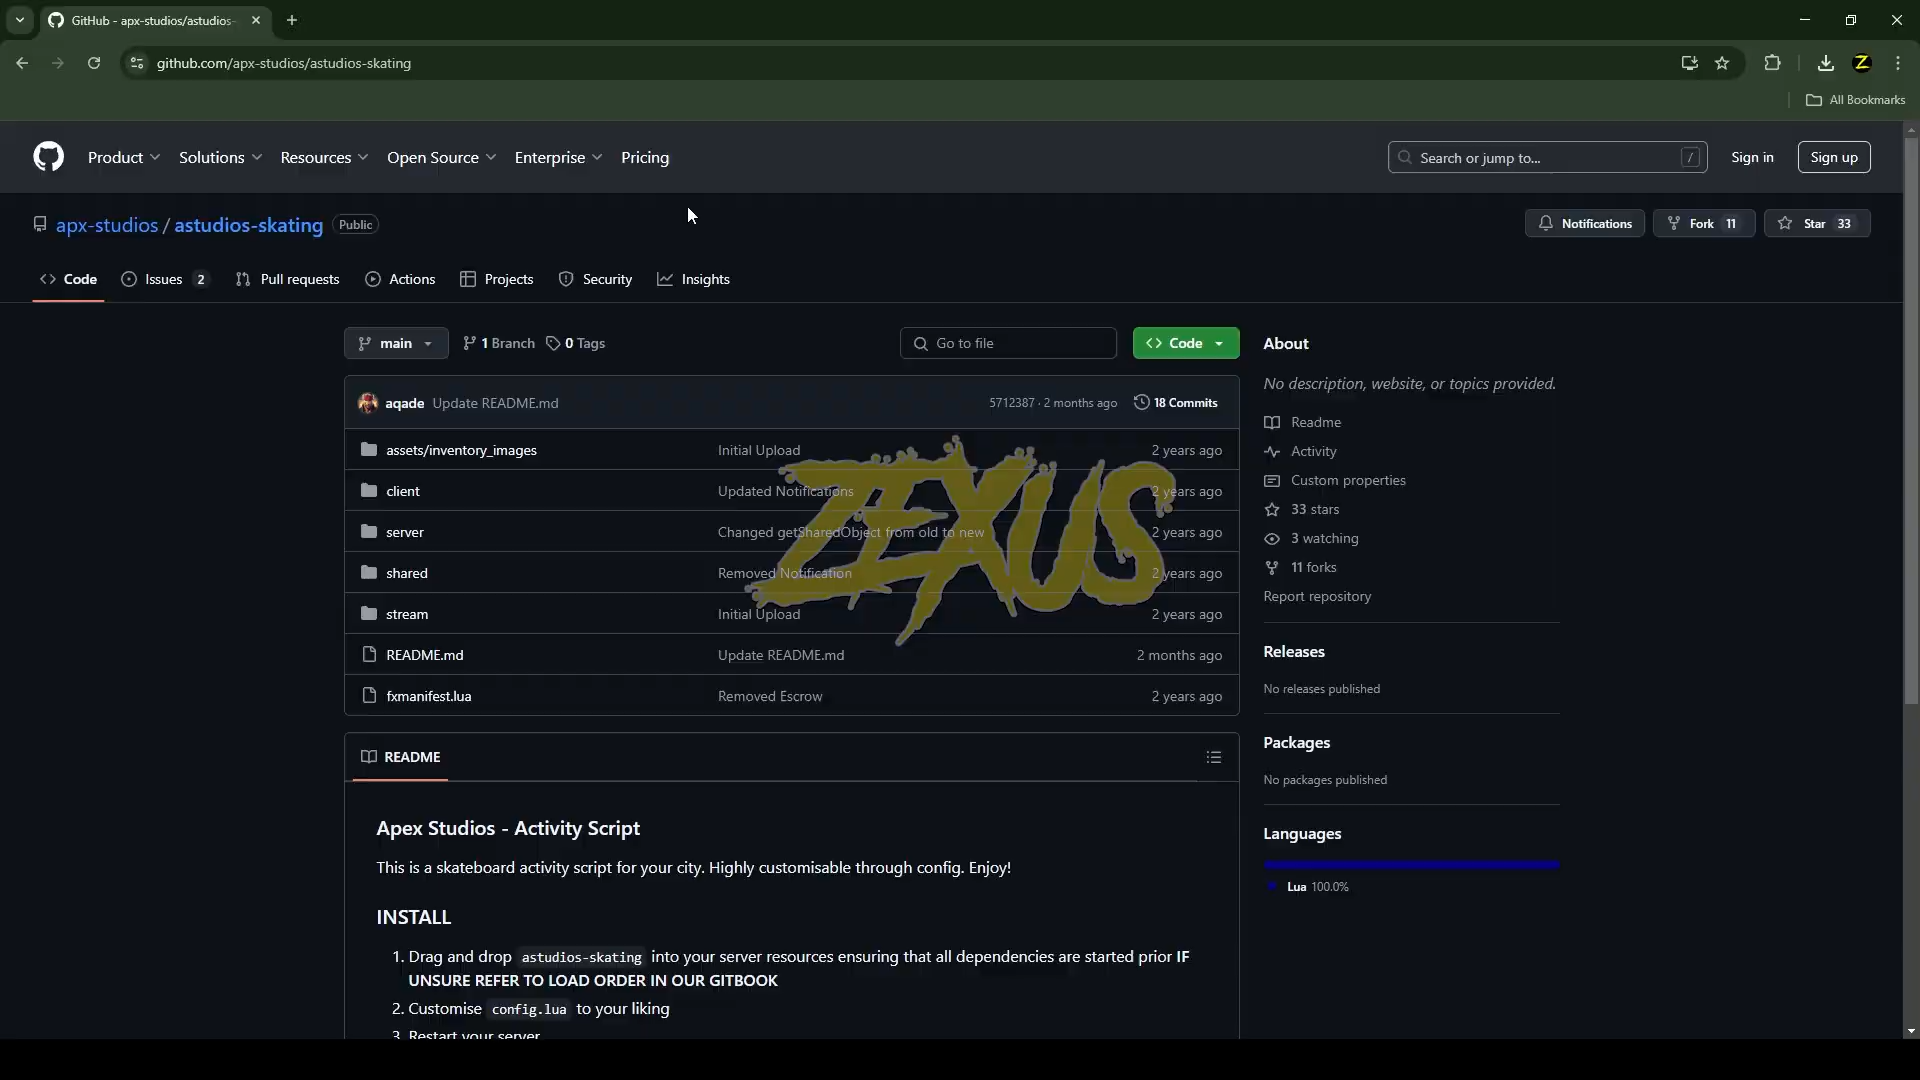 GitHub - apx-studios/astudios-
github.com/apx-studios/astudios-skating
Z
All Bookmarks
Product Solutions Resources Open Source Enterprise Pricing
Search or jump to... /
Sign in
Sign up
apx-studios / astudios-skating Public
Notifications
Fork 11
Star 33
Code
Issues 2
Pull requests
Actions
Projects
Security
Insights
main
1 Branch
0 Tags
Go to file
Code
aqade Update README.md 5712387 · 2 months ago 18 Commits
assets/inventory_images Initial Upload 2 years ago
client Updated Notifications 2 years ago
server Changed getSharedObject from old to new 2 years ago
shared Removed Notification 2 years ago
stream Initial Upload 2 years ago
README.md Update README.md 2 months ago
fxmanifest.lua Removed Escrow 2 years ago
ZEXUS
README
Apex Studios - Activity Script
This is a skateboard activity script for your city. Highly customisable through config. Enjoy!
INSTALL
1. Drag and drop astudios-skating into your server resources ensuring that all dependencies are started prior IF
UNSURE REFER TO LOAD ORDER IN OUR GITBOOK
2. Customise config.lua to your liking
3. Restart your server
About
No description, website, or topics provided.
Readme
Activity
Custom properties
33 stars
3 watching
11 forks
Report repository
Releases
No releases published
Packages
No packages published
Languages
Lua 100.0%